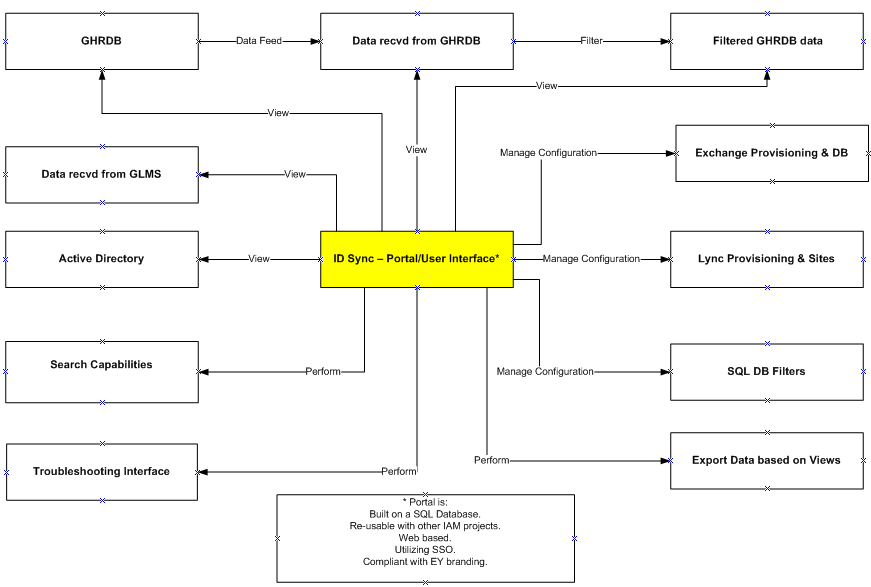 GHRDB
Data Feed
Data recvd from GHRDB
Filter
Filtered GHRDB data
View
View
View
Manage Configuration
Exchange Provisioning & DB
Data recvd from GLMS
View
Active Directory
View
ID Sync – Portal/User Interface*
Manage Configuration
Lync Provisioning & Sites
Search Capabilities
Perform
Manage Configuration
SQL DB Filters
Troubleshooting Interface
Perform
Perform
Export Data based on Views
* Portal is:
Built on a SQL Database.
Re-usable with other IAM projects.
Web based.
Utilizing SSO.
Compliant with EY branding.